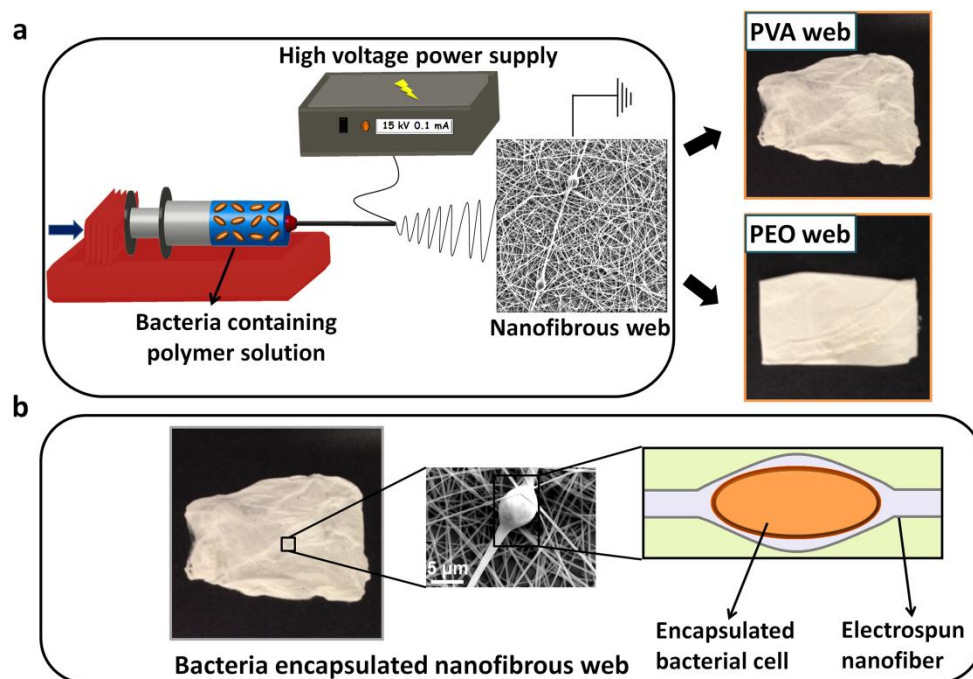 a
High voltage power supply
15 kV 0.1 mA
Bacteria containing
polymer solution
Nanofibrous web
PVA web
PEO web
b
5 µm
Bacteria encapsulated nanofibrous web
Encapsulated
bacterial cell
Electrospun
nanofiber